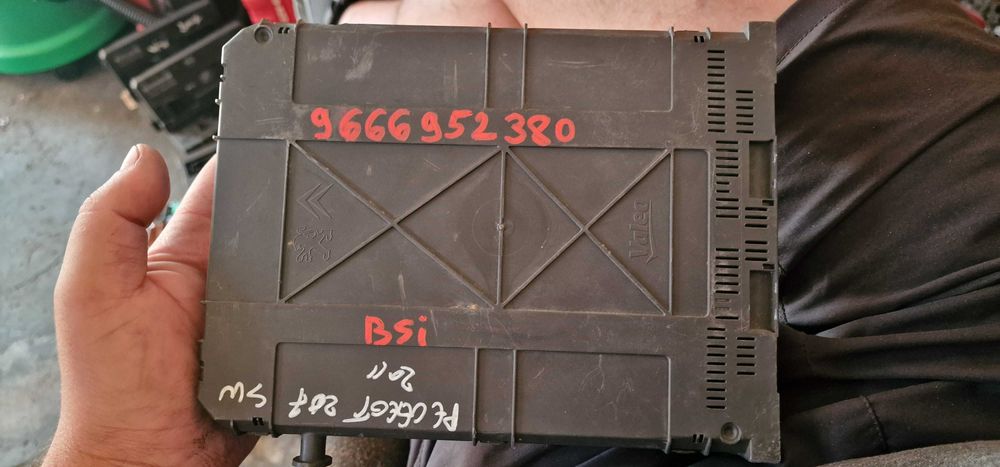 9666952380
Valeo
BSi
PEUGEOT 207
2011
SW